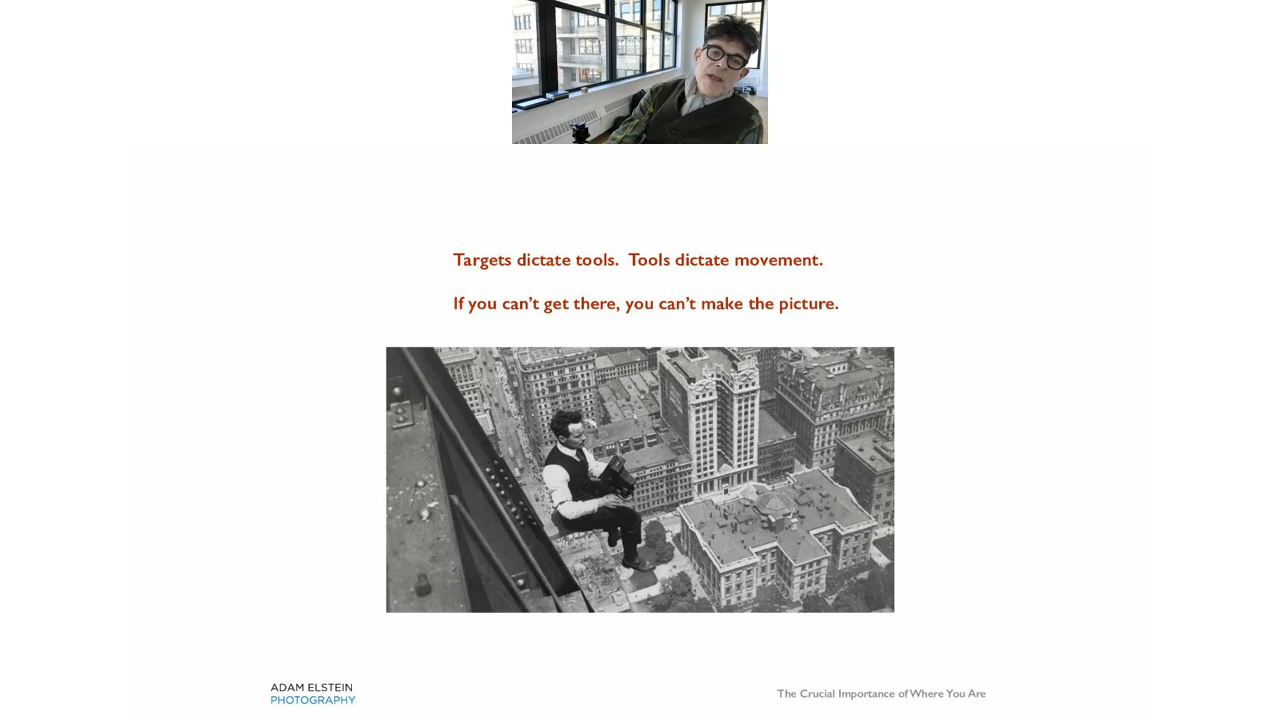 Targets dictate tools.  Tools dictate movement.
If you can’t get there, you can’t make the picture.
ADAM ELSTEIN
PHOTOGRAPHY
The Crucial Importance of Where You Are